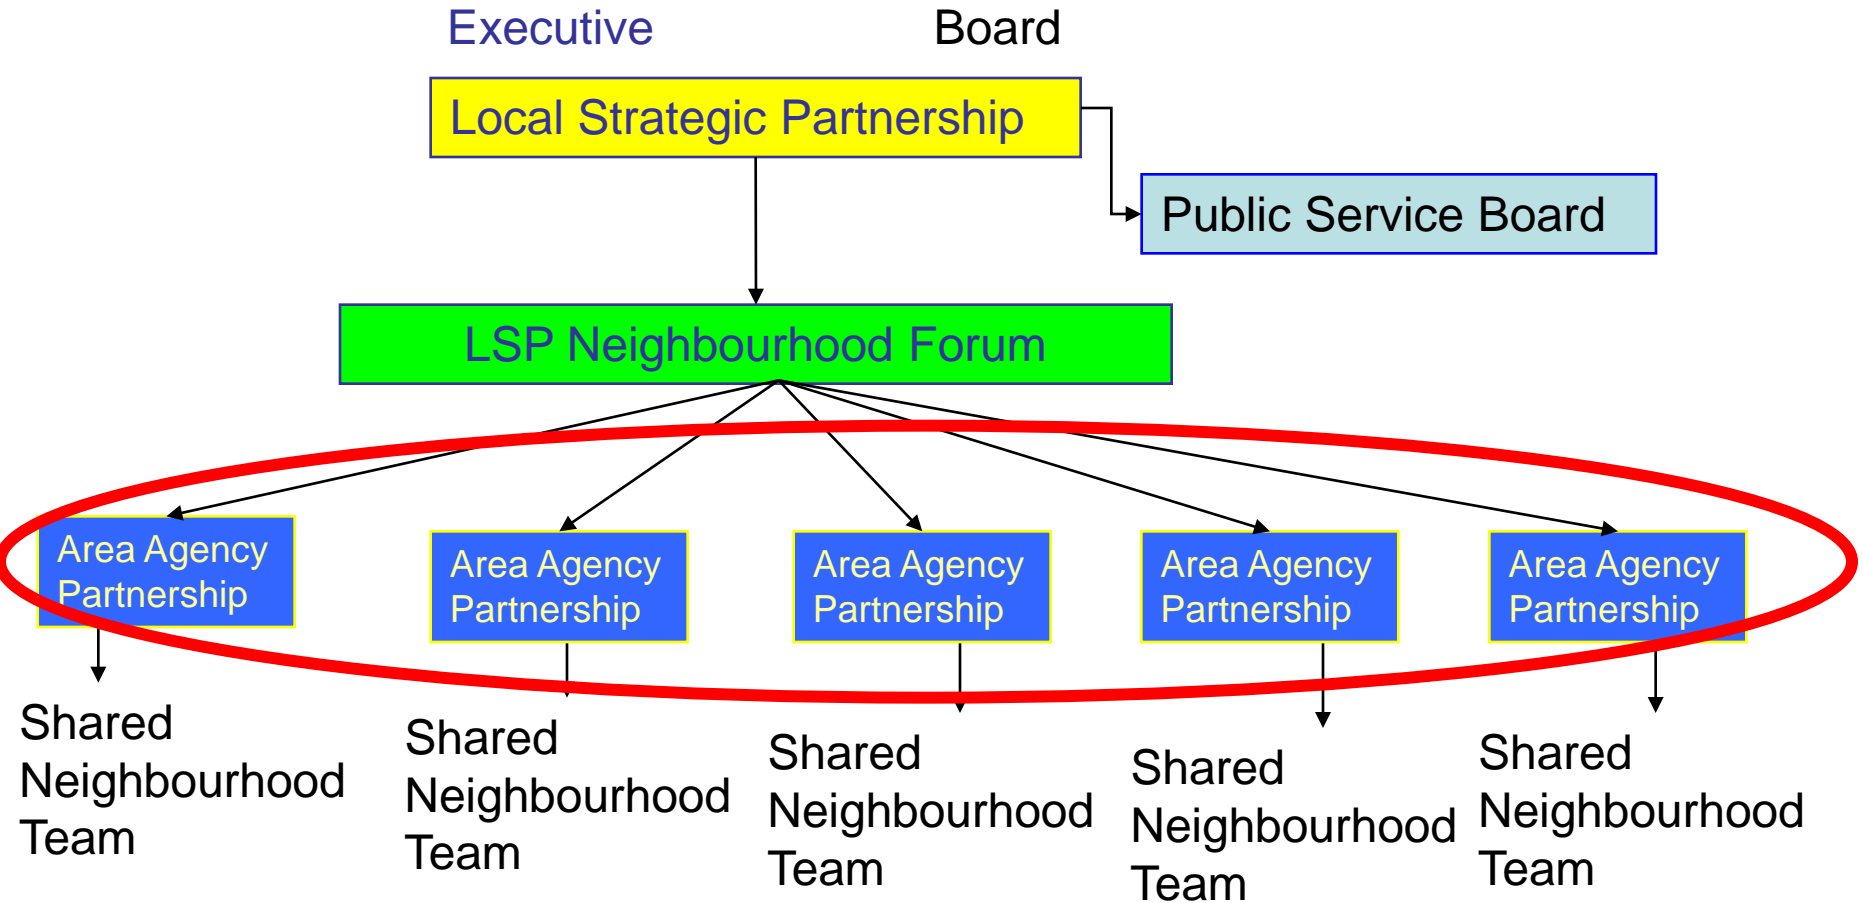 Executive Board
Local Strategic Partnership
Public Service Board
LSP Neighbourhood Forum
Area Agency
Partnership
Area Agency
Partnership
Area Agency
Partnership
Area Agency
Partnership
Area Agency
Partnership
Shared
Neighbourhood
Team
Shared
Neighbourhood
Team
Shared
Neighbourhood
Team
Shared
Neighbourhood
Team
Shared
Neighbourhood
Team